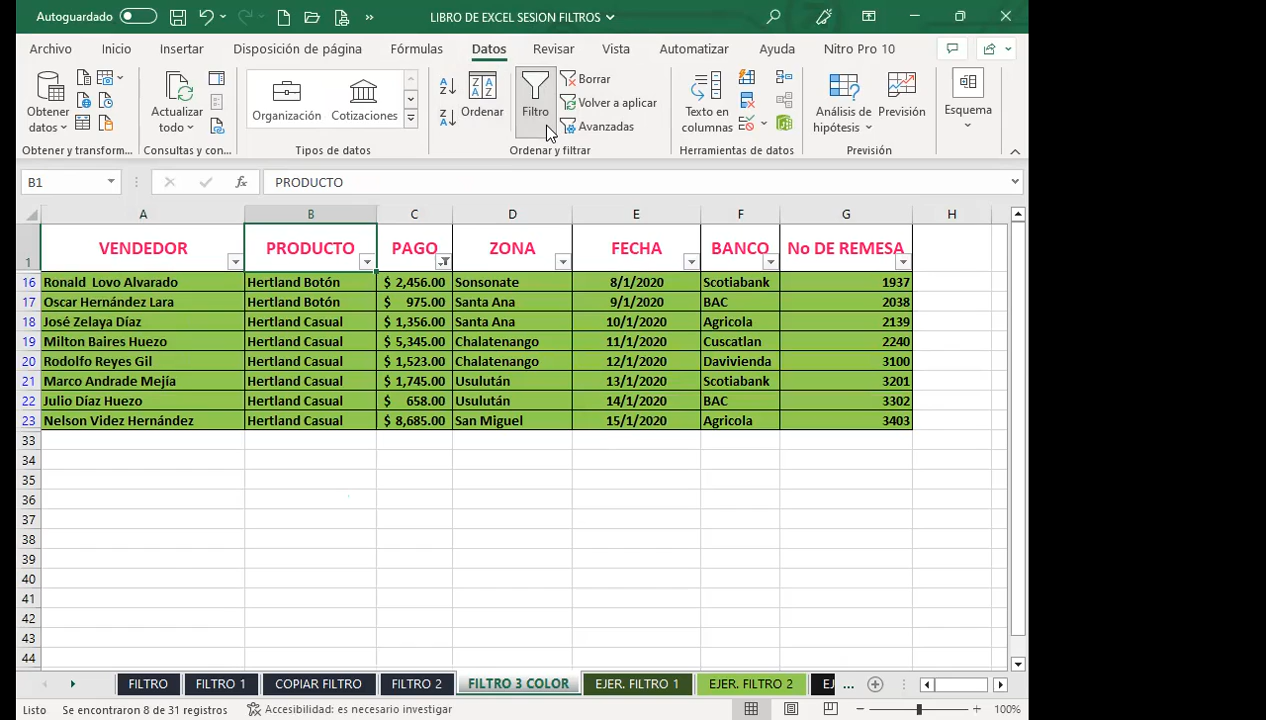 Autoguardado LIBRO DE EXCEL SESION FILTROS
Archivo Inicio Insertar Disposición de página Fórmulas Datos Revisar Vista Automatizar Ayuda Nitro Pro 10
Obtener datos Actualizar todo Organización Cotizaciones Ordenar Filtro Borrar Volver a aplicar Avanzadas Texto en columnas Análisis de hipótesis Previsión Esquema
Obtener y transform... Consultas y con... Tipos de datos Ordenar y filtrar Herramientas de datos Previsión
B1 fx PRODUCTO
A B C D E F G H
1 VENDEDOR PRODUCTO PAGO ZONA FECHA BANCO No DE REMESA
16 Ronald Lovo Alvarado Hertland Botón $ 2,456.00 Sonsonate 8/1/2020 Scotiabank 1937
17 Oscar Hernández Lara Hertland Botón $ 975.00 Santa Ana 9/1/2020 BAC 2038
18 José Zelaya Díaz Hertland Casual $ 1,356.00 Santa Ana 10/1/2020 Agricola 2139
19 Milton Baires Huezo Hertland Casual $ 5,345.00 Chalatenango 11/1/2020 Cuscatlan 2240
20 Rodolfo Reyes Gil Hertland Casual $ 1,523.00 Chalatenango 12/1/2020 Davivienda 3100
21 Marco Andrade Mejía Hertland Casual $ 1,745.00 Usulután 13/1/2020 Scotiabank 3201
22 Julio Díaz Huezo Hertland Casual $ 658.00 Usulután 14/1/2020 BAC 3302
23 Nelson Videz Hernández Hertland Casual $ 8,685.00 San Miguel 15/1/2020 Agricola 3403
33
34
35
36
37
38
39
40
41
42
43
44
FILTRO FILTRO 1 COPIAR FILTRO FILTRO 2 FILTRO 3 COLOR EJER. FILTRO 1 EJER. FILTRO 2 EJ ...
Listo Se encontraron 8 de 31 registros Accesibilidad: es necesario investigar 100%